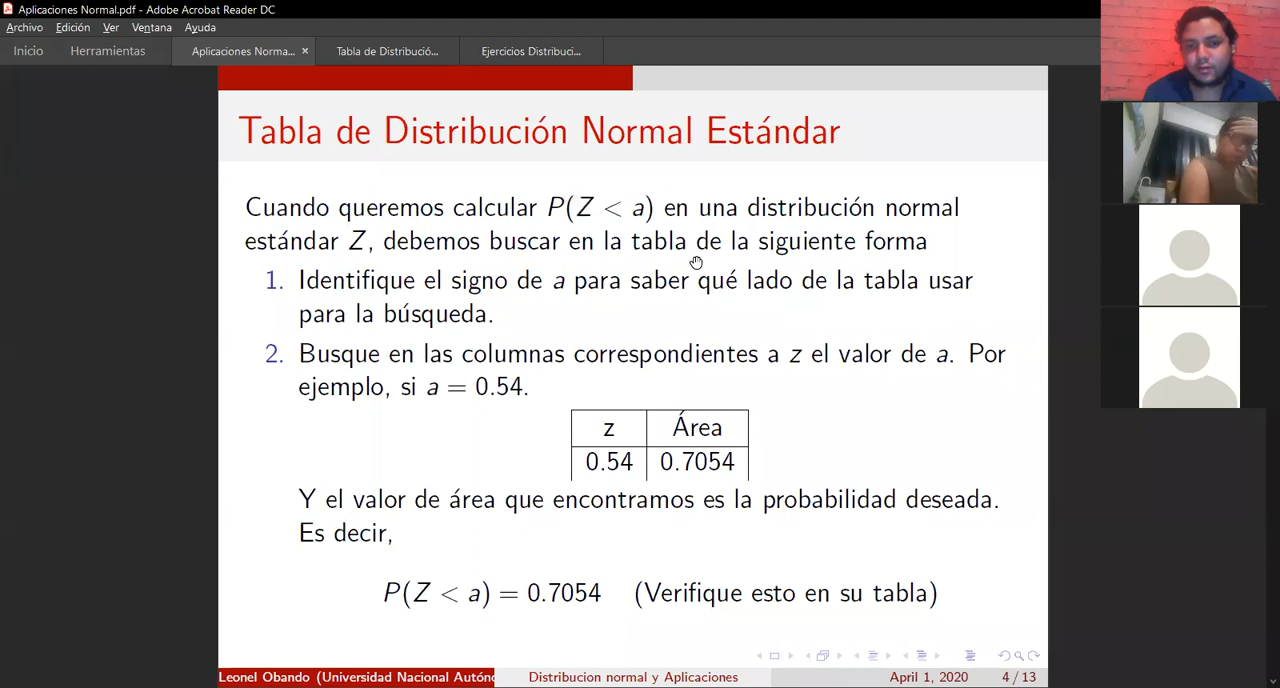 Aplicaciones Normal.pdf - Adobe Acrobat Reader DC
Archivo Edición Ver Ventana Ayuda
Inicio Herramientas Aplicaciones Norma... × Tabla de Distribució... Ejercicios Distribuci...
Tabla de Distribución Normal Estándar
Cuando queremos calcular P(Z < a) en una distribución normal
estándar Z, debemos buscar en la tabla de la siguiente forma
1. Identifique el signo de a para saber qué lado de la tabla usar
para la búsqueda.
2. Busque en las columnas correspondientes a z el valor de a. Por
ejemplo, si a = 0.54.
z Área
0.54 0.7054
Y el valor de área que encontramos es la probabilidad deseada.
Es decir,
P(Z < a) = 0.7054 (Verifique esto en su tabla)
Leonel Obando (Universidad Nacional Autóno Distribucion normal y Aplicaciones April 1, 2020 4 / 13